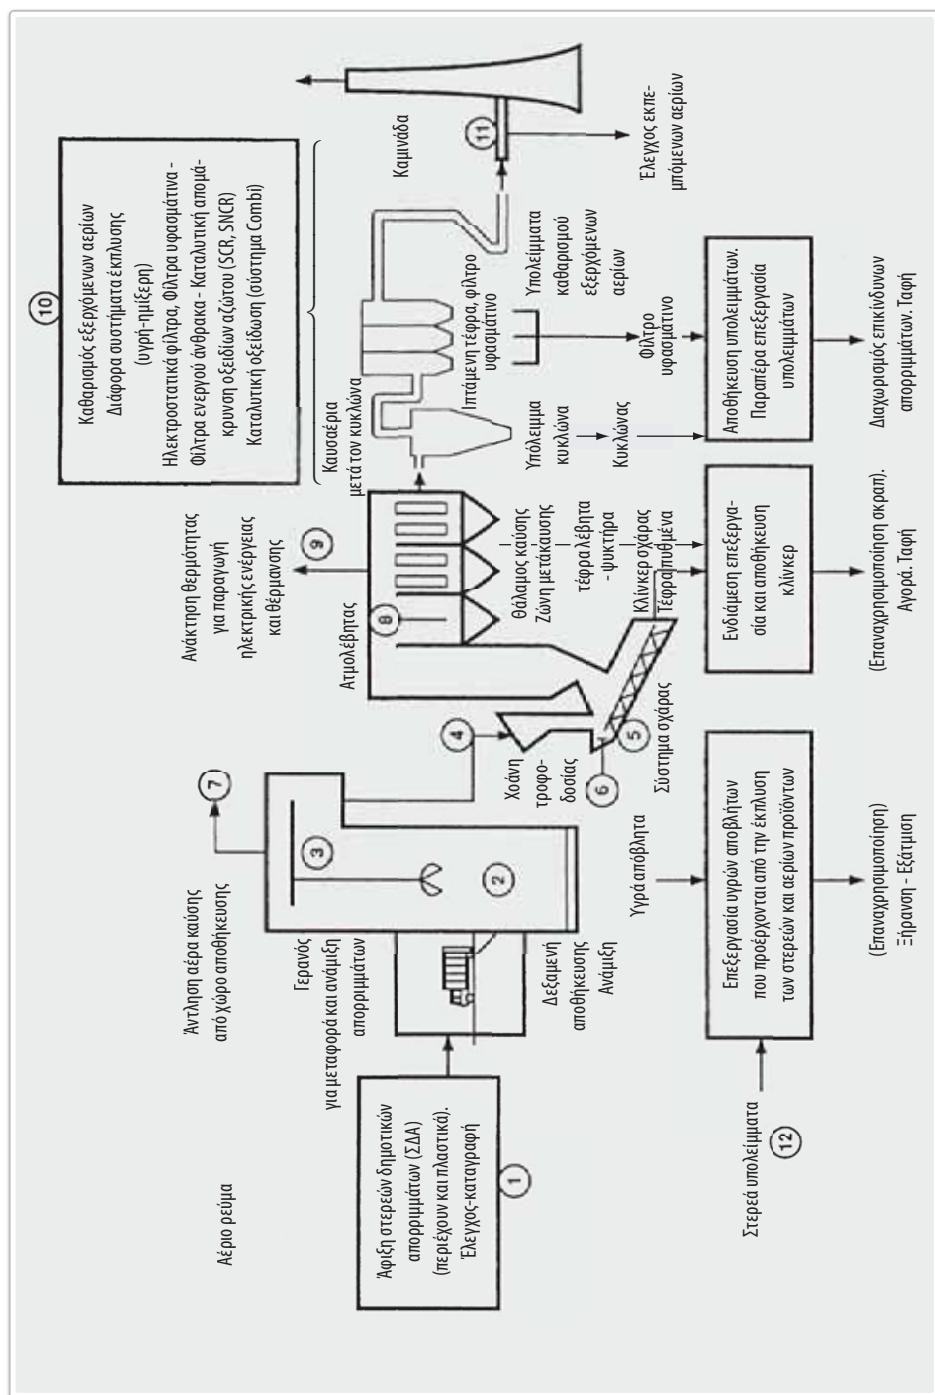 Αέριο ρεύμα
Άφιξη στερεών δημοτικών
απορριμμάτων (ΣΔΑ)
(περιέχουν και πλαστικά).
Έλεγχος-καταγραφή
1
Άντληση αέρα καύσης
από χώρο αποθήκευσης
7
Γερανός
για μεταφορά και ανάμιξη
απορριμμάτων
3
2
Δεξαμενή
αποθήκευσης
Ανάμιξη
4
Χοάνη
τροφο-
δοσίας
6
5
Σύστημα σχάρας
Ανάκτηση θερμότητας
για παραγωγή
ηλεκτρικής ενέργειας
και θέρμανσης
9
Ατμολέβητας
8
Θάλαμος καύσης
Ζώνη μετάκαυσης
τέφρα λέβητα
- ψυκτήρα
Κλίνκερ σχάρας
Τέφρα πυθμένα
10
Καθαρισμός εξερχόμενων αερίων
Διάφορα συστήματα έκπλυσης
(υγρή-ημίξερη)
Ηλεκτροστατικά φίλτρα, Φίλτρα υφασμάτινα -
Φίλτρα ενεργού άνθρακα - Καταλυτική απομά-
κρυνση οξειδίων αζώτου (SCR, SNCR)
Καταλυτική οξείδωση (σύστημα Combi)
Καυσαέρια
μετά τον κυκλώνα
Καμινάδα
11
Έλεγχος εκπε-
μπόμενων αερίων
Ιπτάμενη τέφρα, φίλτρο
υφασμάτινο
Υπολείμματα
καθαρισμού
εξερχόμενων
αερίων
Υπόλειμμα
κυκλώνα
Κυκλώνας
Φίλτρο
υφασμάτινο
Στερεά υπολείμματα
12
Υγρά απόβλητα
Επεξεργασία υγρών αποβλήτων
που προέρχονται από την έκπλυση
των στερεών και αερίων προϊόντων
(Επαναχρησιμοποίηση)
Ξήρανση - Εξάτμιση
Ενδιάμεση επεξεργα-
σία και αποθήκευση
κλίνκερ
(Επαναχρησιμοποίηση σκραπ).
Αγορά. Ταφή
Αποθήκευση υπολειμμάτων.
Παραπέρα επεξεργασία
υπολειμμάτων
Διαχωρισμός επικίνδυνων
απορριμμάτων. Ταφή